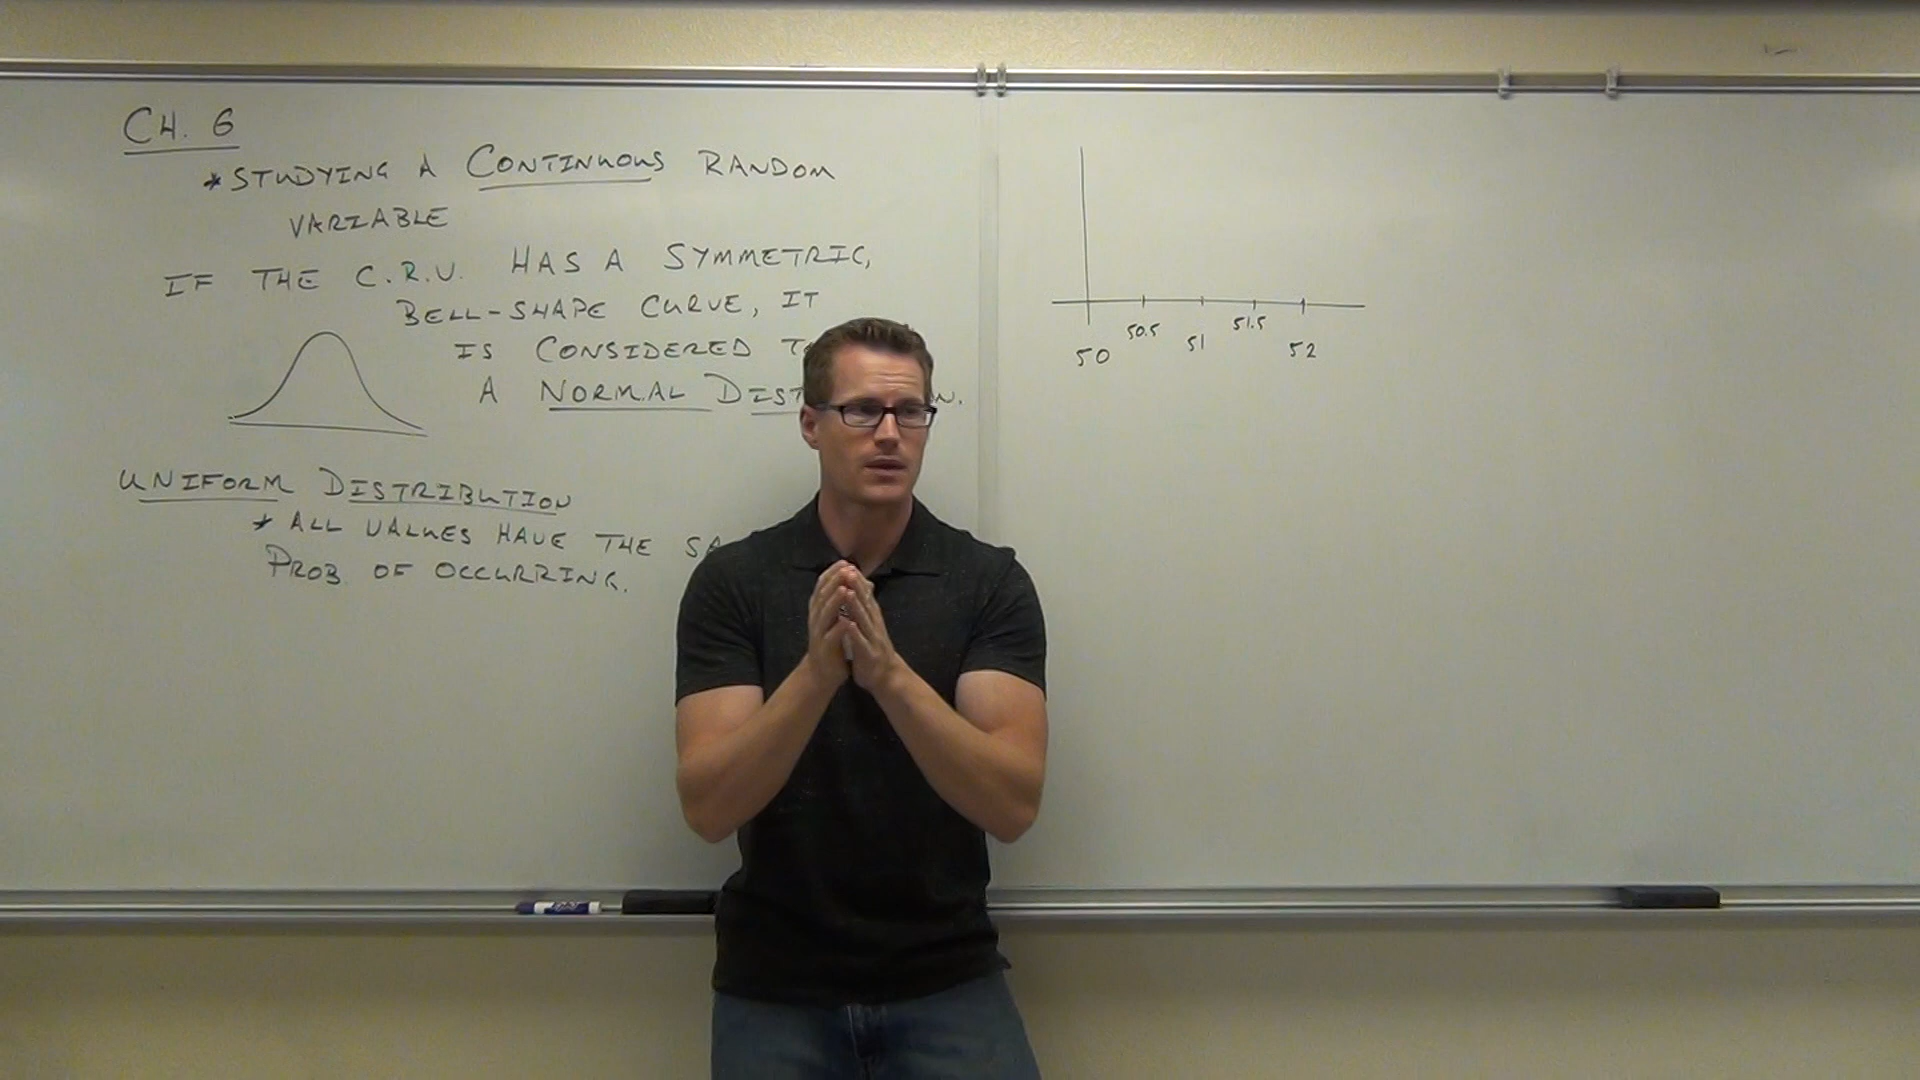 CH. 6
* STUDYING A CONTINUOUS RANDOM
VARIABLE
IF THE C.R.V. HAS A SYMMETRIC,
BELL-SHAPE CURVE, IT
IS CONSIDERED
A NORMAL
UNIFORM DISTRIBUTION
* ALL VALUES HAVE THE
PROB. OF OCCURRING.
50 50.5 51 51.5 52